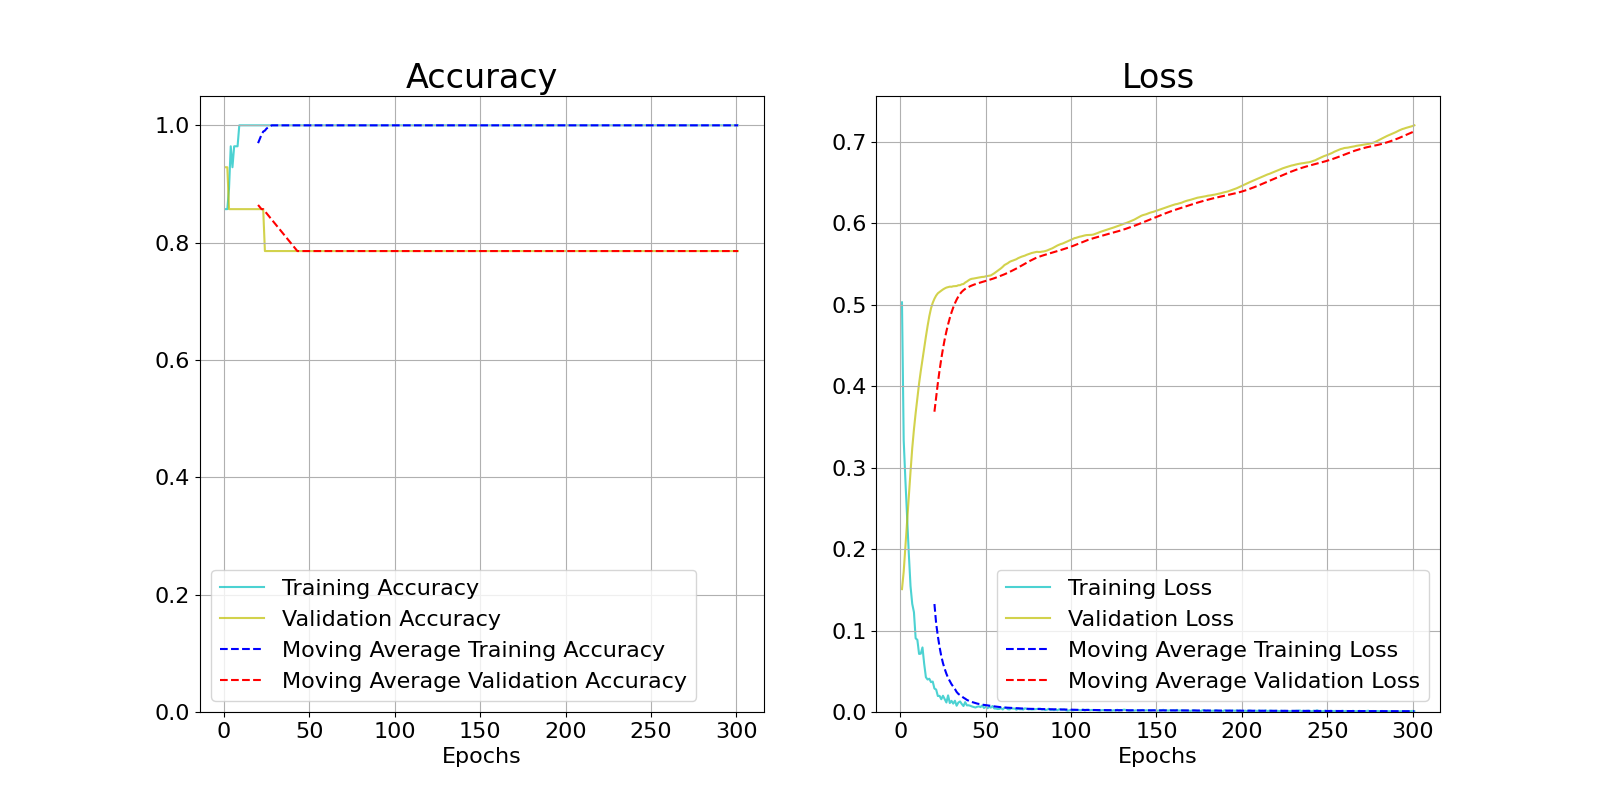 Accuracy
1.0
0.8
0.6
0.4
0.2
0.0
Training Accuracy
Validation Accuracy
Moving Average Training Accuracy
Moving Average Validation Accuracy
0 50 100 150 200 250 300
Epochs
Loss
0.7
0.6
0.5
0.4
0.3
0.2
0.1
0.0
Training Loss
Validation Loss
Moving Average Training Loss
Moving Average Validation Loss
0 50 100 150 200 250 300
Epochs